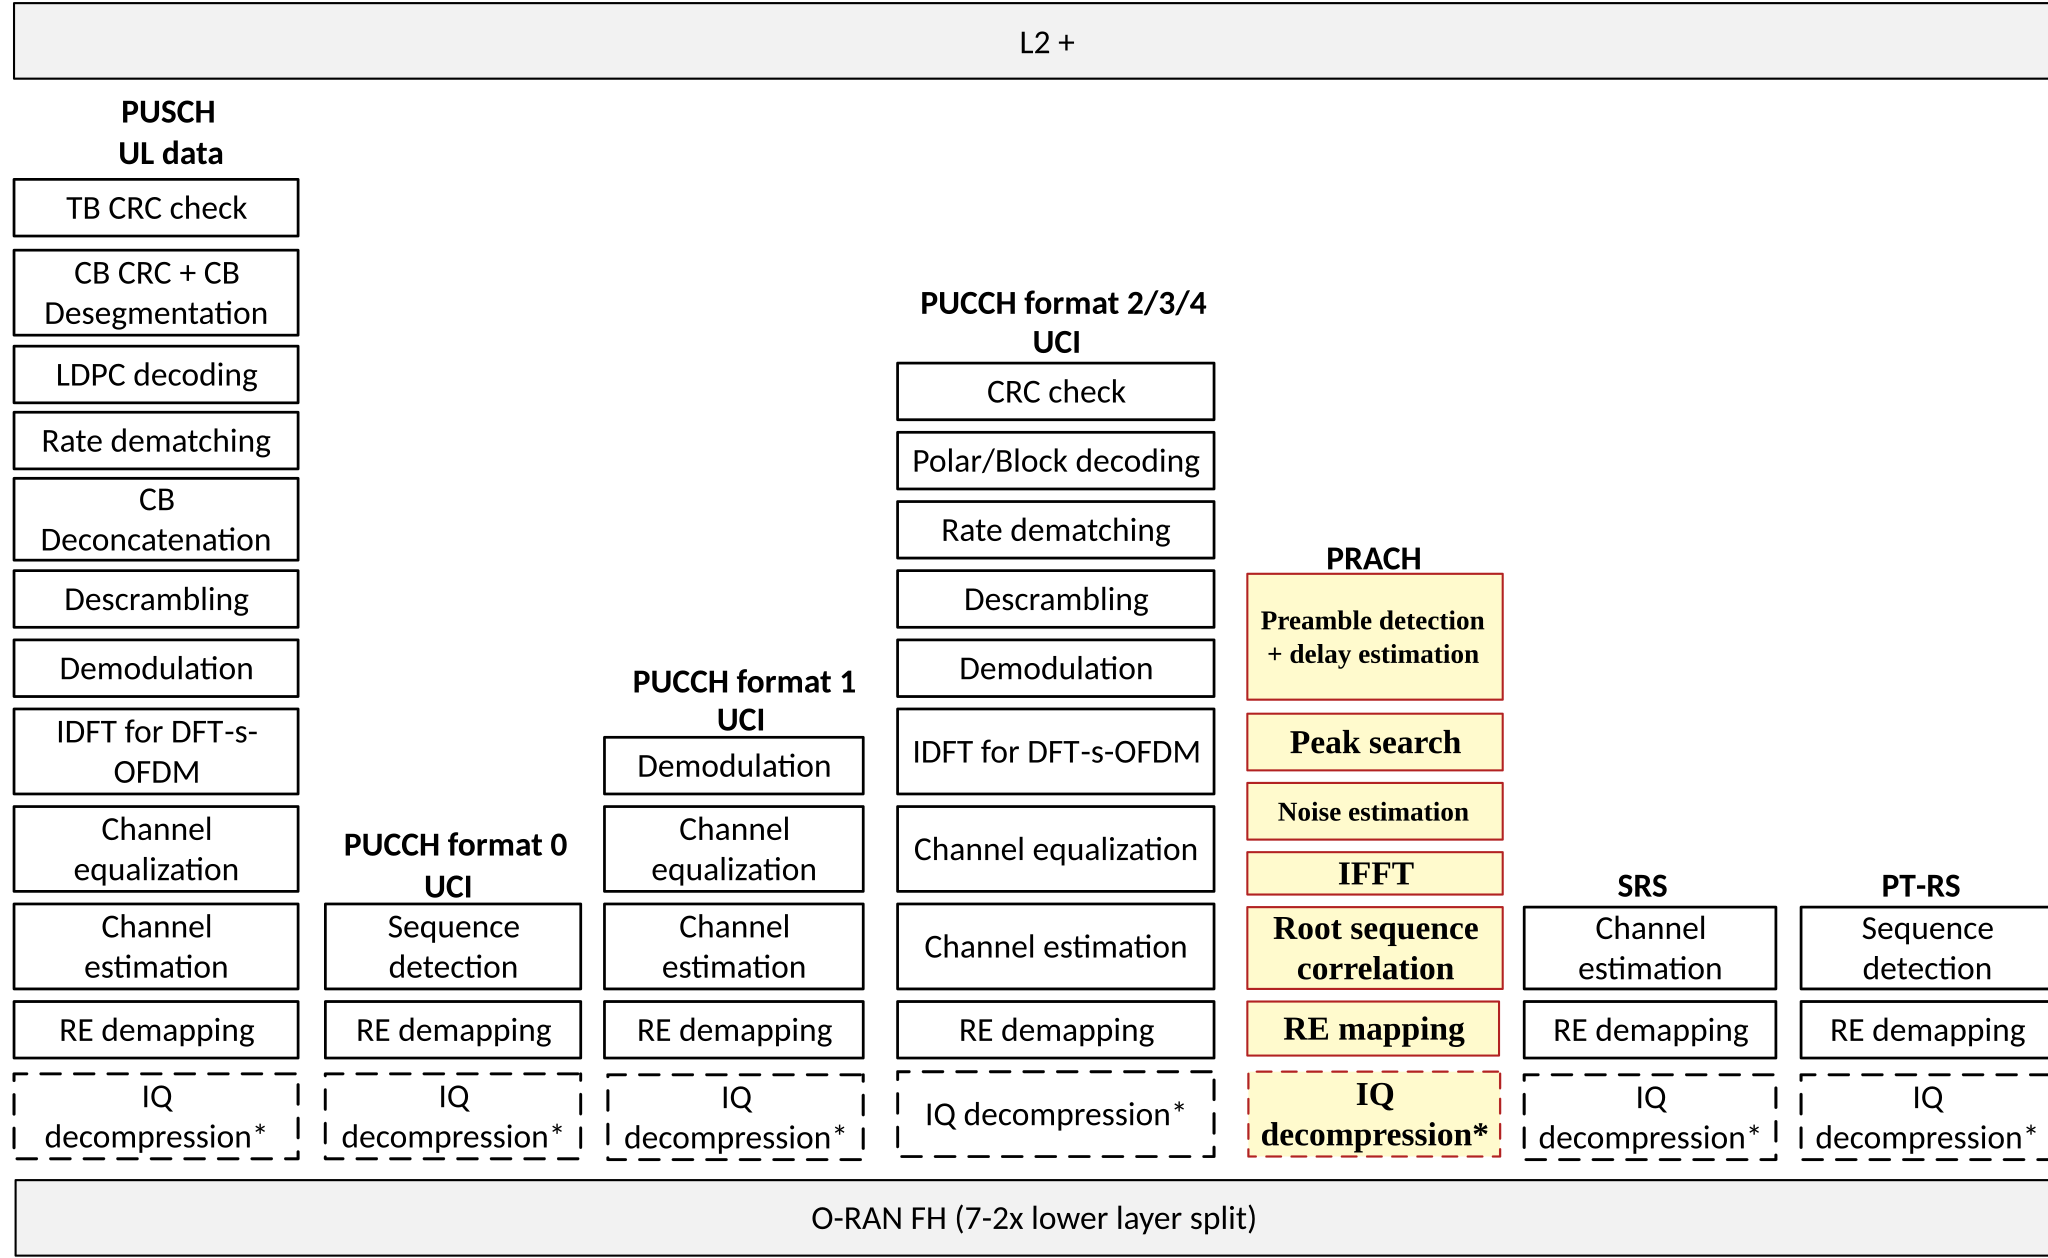 L2 +
PUSCH
UL data
TB CRC check
CB CRC + CB
Desegmentation
LDPC decoding
Rate dematching
CB
Deconcatenation
Descrambling
Demodulation
IDFT for DFT-s-
OFDM
Channel
equalization
Channel
estimation
RE demapping
IQ
decompression*
PUCCH format 0
UCI
Sequence
detection
RE demapping
IQ
decompression*
PUCCH format 1
UCI
Demodulation
Channel
equalization
Channel
estimation
RE demapping
IQ
decompression*
PUCCH format 2/3/4
UCI
CRC check
Polar/Block decoding
Rate dematching
Descrambling
Demodulation
IDFT for DFT-s-OFDM
Channel equalization
Channel estimation
RE demapping
IQ decompression*
PRACH
Preamble detection
+ delay estimation
Peak search
Noise estimation
IFFT
Root sequence
correlation
RE mapping
IQ
decompression*
SRS
Channel
estimation
RE demapping
IQ
decompression*
PT-RS
Sequence
detection
RE demapping
IQ
decompression*
O-RAN FH (7-2x lower layer split)